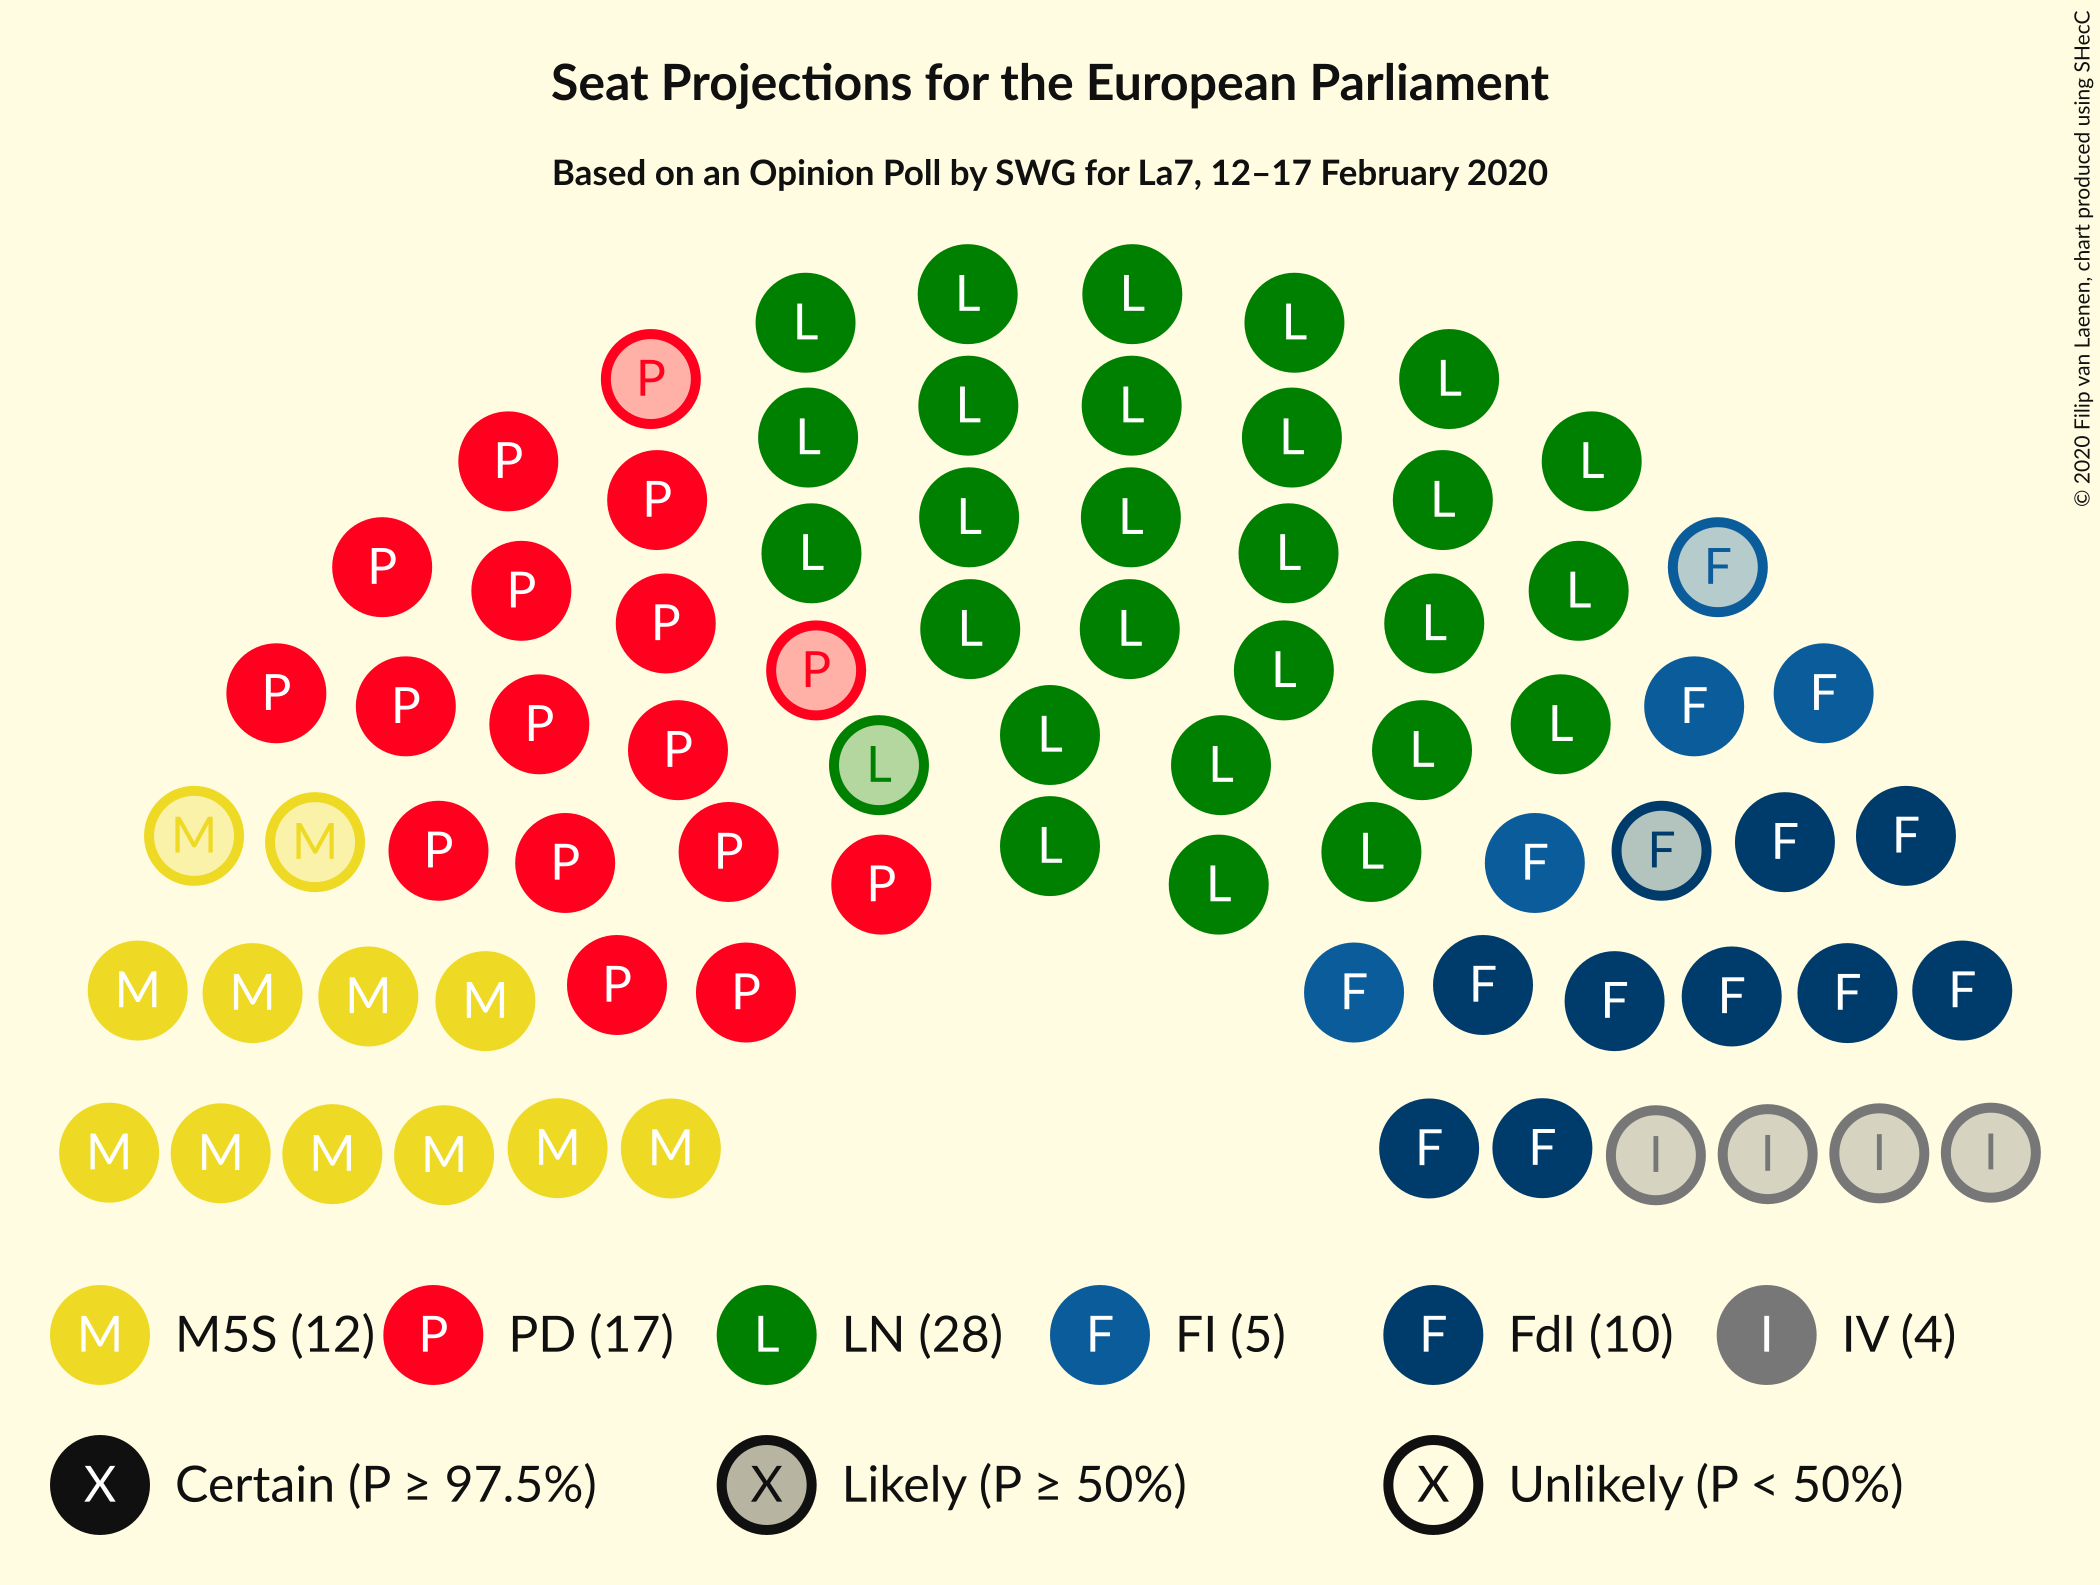 Seat Projections for the European Parliament
Based on an Opinion Poll by SWG for La7, 12–17 February 2020
© 2020 Filip van Laenen, chart produced using SHecC
L L
L L
P L
L L
L L
P L
P L L
P L
L L
P L F
L L
P L
P L
L L
P L
P P F F
P P L L
L L L
M M P P P L L F F F F
P L
M M M M P P F F F F F F
M M M M M M F F I I I I
M M5S (12) P PD (17) L LN (28) F FI (5) F FdI (10) I IV (4)
X Certain (P ≥ 97.5%) X Likely (P ≥ 50%) X Unlikely (P < 50%)